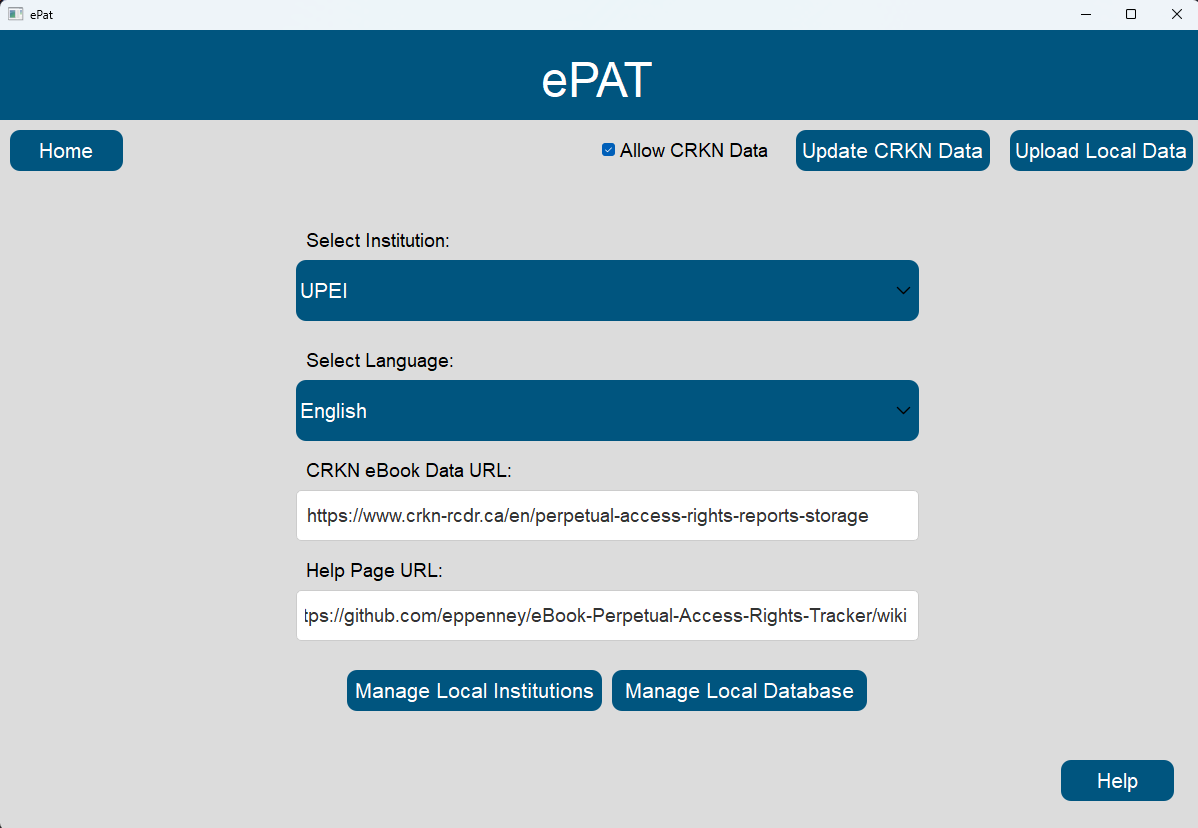 ePat
ePAT
Home
Allow CRKN Data
Update CRKN Data
Upload Local Data
Select Institution:
UPEI
Select Language:
English
CRKN eBook Data URL:
https://www.crkn-rcdr.ca/en/perpetual-access-rights-reports-storage
Help Page URL:
tps://github.com/eppenney/eBook-Perpetual-Access-Rights-Tracker/wiki
Manage Local Institutions
Manage Local Database
Help